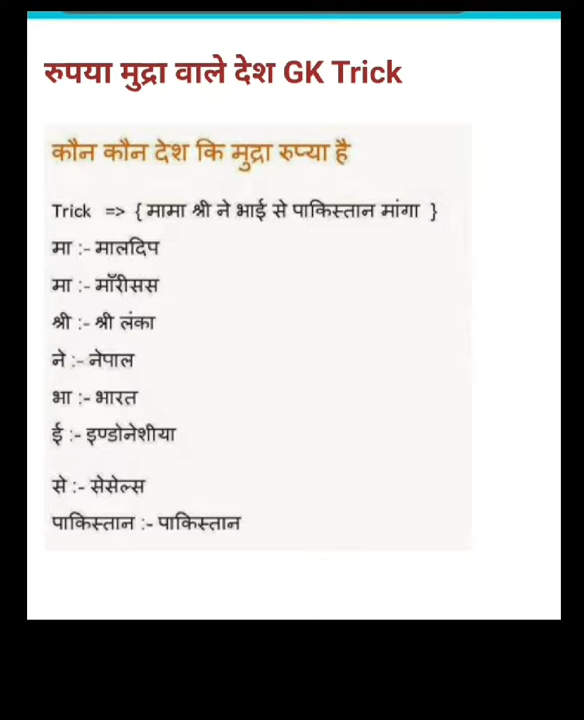 रुपया मुद्रा वाले देश GK Trick
कौन कौन देश कि मुद्रा रुप्या है
Trick => { मामा श्री ने भाई से पाकिस्तान मांगा }
मा :- मालदिप
मा :- मॉरीसस
श्री :- श्री लंका
ने :- नेपाल
भा :- भारत
ई :- इण्डोनेशीया
से :- सेसेल्स
पाकिस्तान :- पाकिस्तान